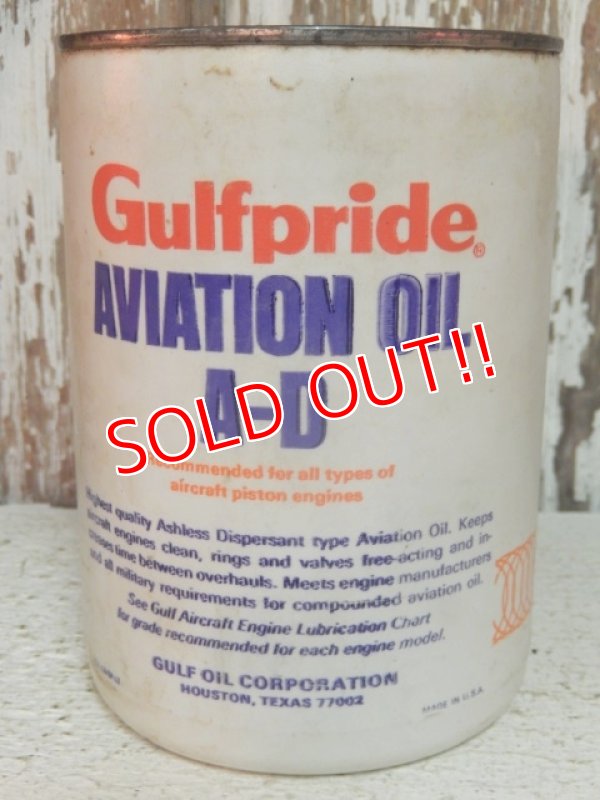 Gulfpride®
AVIATION OIL
A-D
SOLD OUT!!
Recommended for all types of
aircraft piston engines
Highest quality Ashless Dispersant type Aviation Oil. Keeps
aircraft engines clean, rings and valves free-acting and in-
creases time between overhauls. Meets engine manufacturers
and all military requirements for compounded aviation oil.
See Gulf Aircraft Engine Lubrication Chart
for grade recommended for each engine model.
GULF OIL CORPORATION
HOUSTON, TEXAS 77002
MADE IN U.S.A.